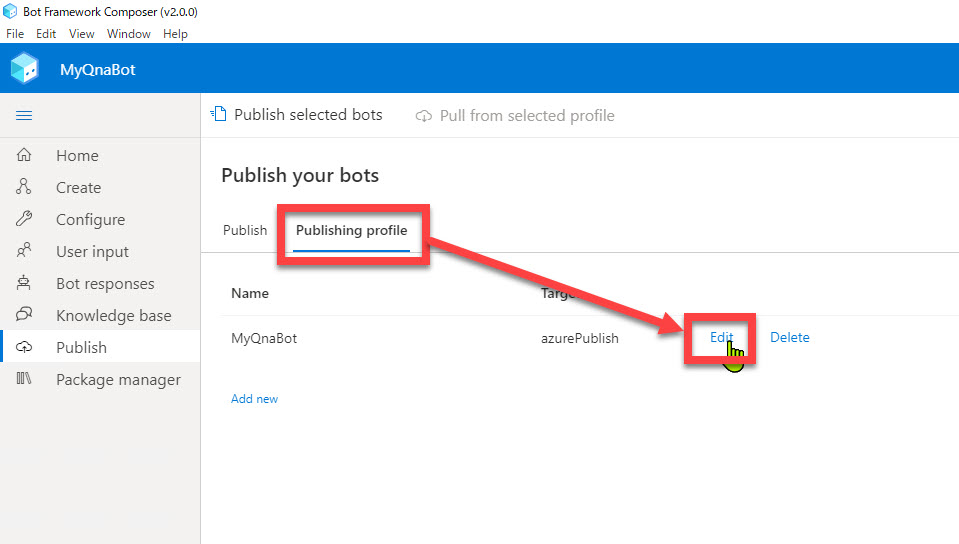 Bot Framework Composer (v2.0.0)
File Edit View Window Help
MyQnaBot
Publish selected bots Pull from selected profile
Home
Create
Configure
User input
Bot responses
Knowledge base
Publish
Package manager
Publish your bots
Publish Publishing profile
Name
MyQnaBot azurePublish Edit Delete
Add new